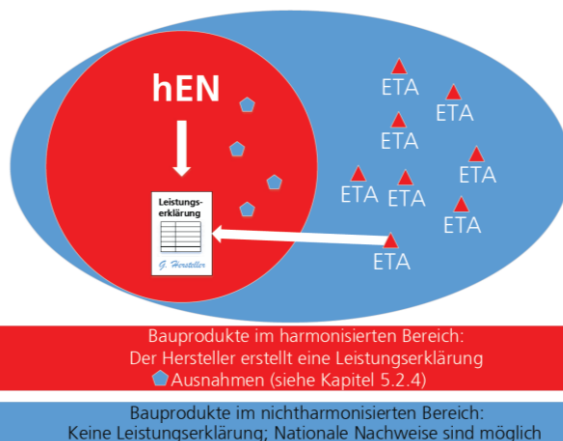 hEN
Leistungs-
erklärung
G. Hersteller
ETA
ETA
ETA
ETA
ETA
ETA
ETA
ETA
Bauprodukte im harmonisierten Bereich:
Der Hersteller erstellt eine Leistungserklärung
Ausnahmen (siehe Kapitel 5.2.4)
Bauprodukte im nichtharmonisierten Bereich:
Keine Leistungserklärung; Nationale Nachweise sind möglich